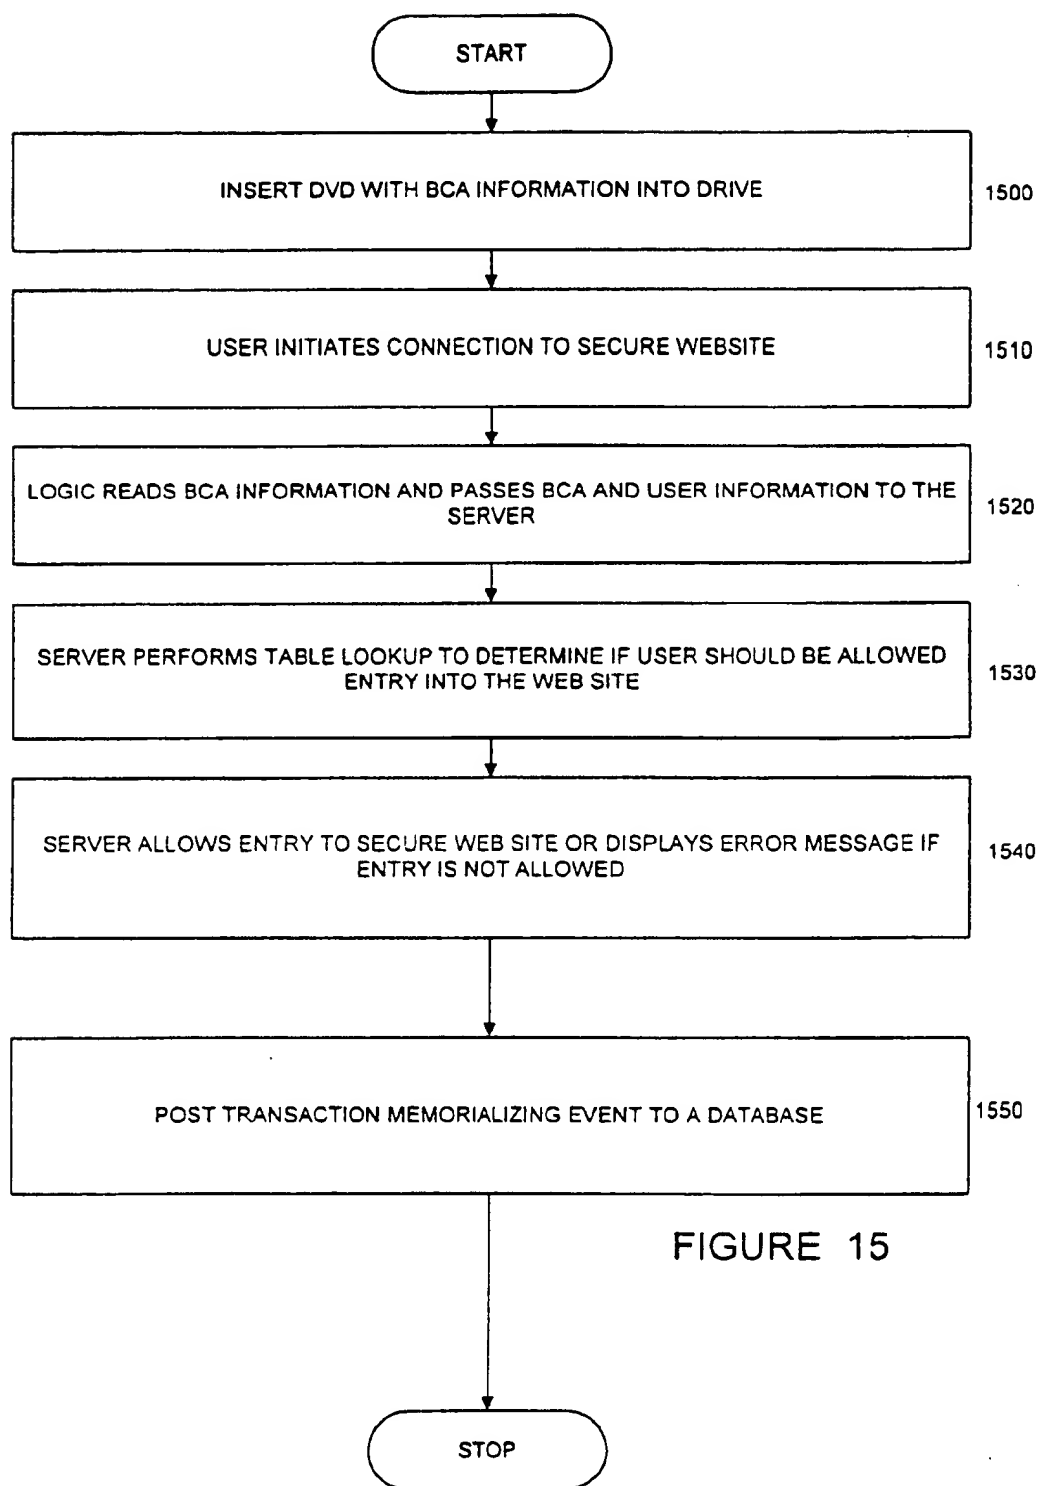 START
INSERT DVD WITH BCA INFORMATION INTO DRIVE
1500
USER INITIATES CONNECTION TO SECURE WEBSITE
1510
LOGIC READS BCA INFORMATION AND PASSES BCA AND USER INFORMATION TO THE
SERVER
1520
SERVER PERFORMS TABLE LOOKUP TO DETERMINE IF USER SHOULD BE ALLOWED
ENTRY INTO THE WEB SITE
1530
SERVER ALLOWS ENTRY TO SECURE WEB SITE OR DISPLAYS ERROR MESSAGE IF
ENTRY IS NOT ALLOWED
1540
POST TRANSACTION MEMORIALIZING EVENT TO A DATABASE
1550
FIGURE 15
STOP